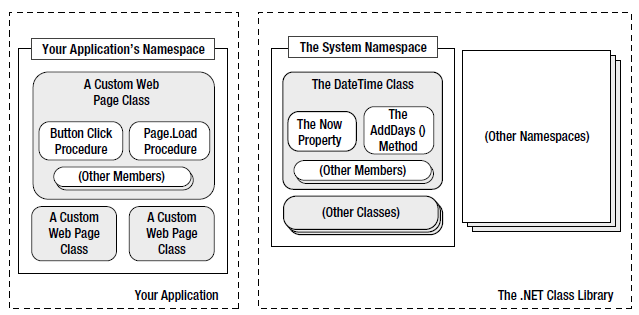 Your Application's Namespace
A Custom Web
Page Class
Button Click
Procedure
Page.Load
Procedure
(Other Members)
A Custom
Web Page
Class
A Custom
Web Page
Class
Your Application
The System Namespace
The DateTime Class
The Now
Property
The
AddDays ()
Method
(Other Members)
(Other Classes)
(Other Namespaces)
The .NET Class Library